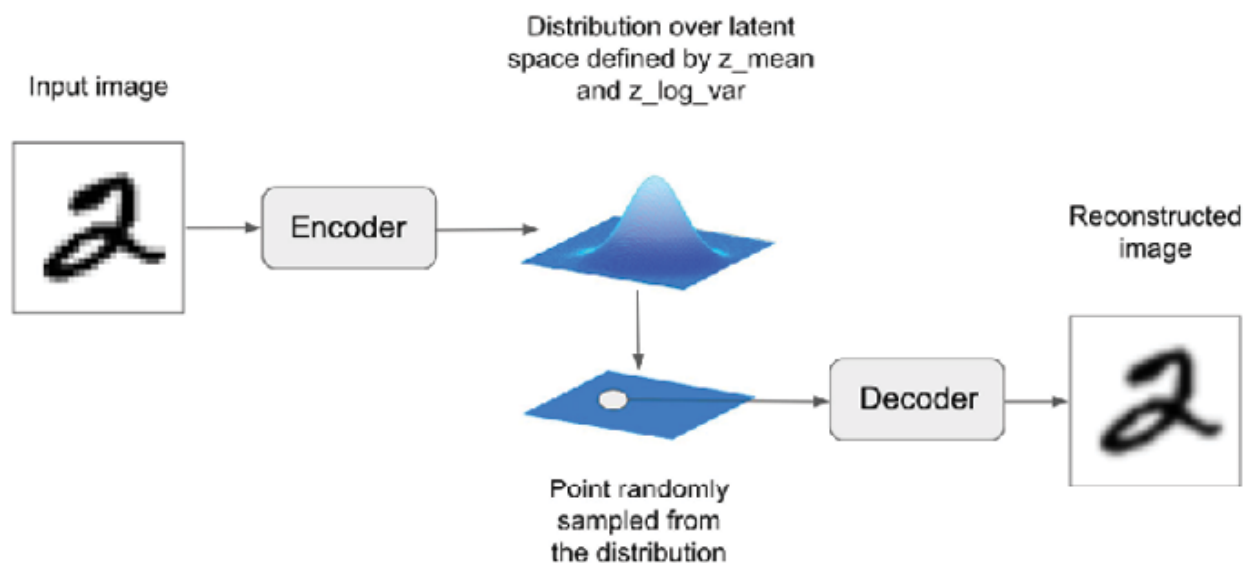 Distribution over latent
space defined by z_mean
and z_log_var
Input image
Encoder
Reconstructed
image
Decoder
Point randomly
sampled from
the distribution